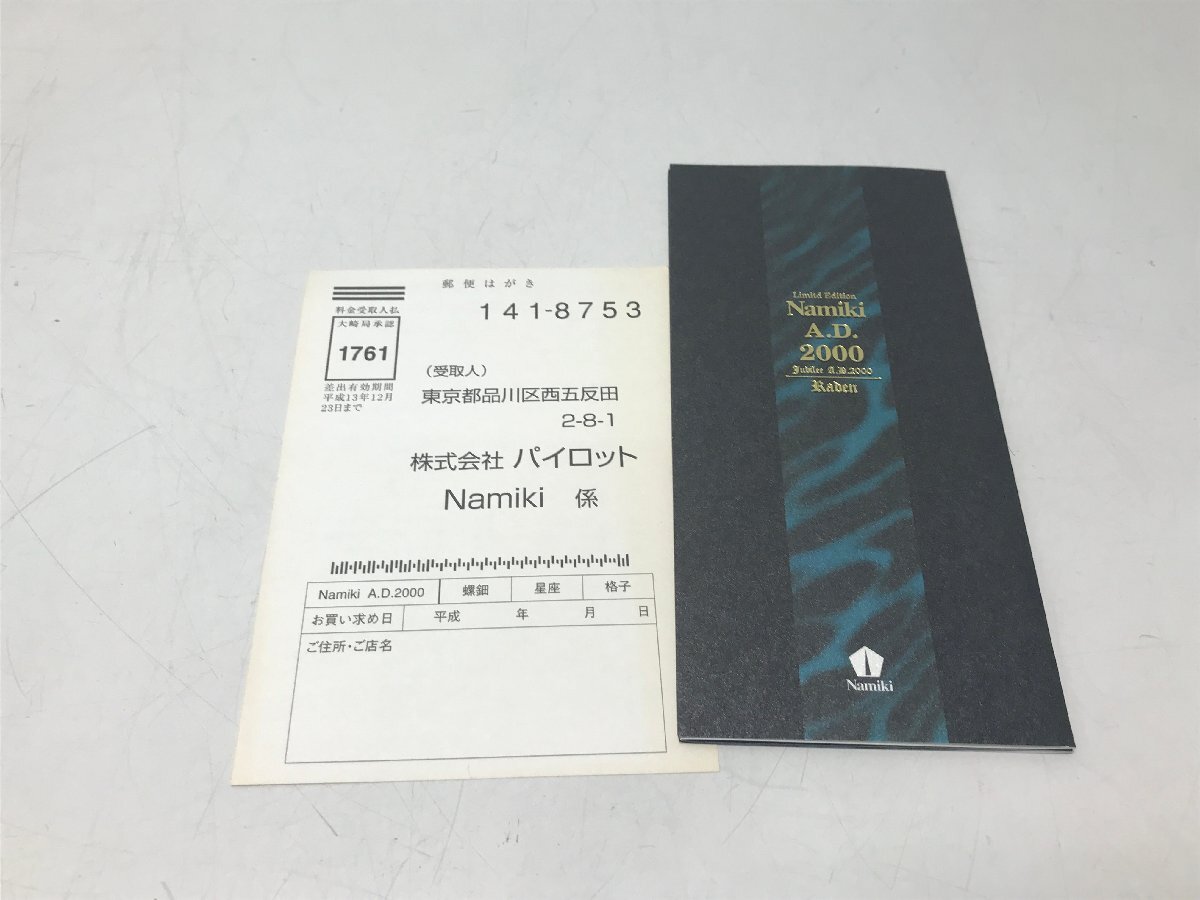 郵便はがき
料金受取人払
大崎局承認
1761
差出有効期間
平成13年12月
23日まで
141-8753
(受取人)
東京都品川区西五反田
2-8-1
株式会社 パイロット
Namiki 係
Namiki A.D.2000 螺鈿 星座 格子
お買い求め日 平成 年 月 日
ご住所・ご店名
Limitd Edition
Namiki
A.D.
2000
Jubilee A.D.2000
Raden
Namiki